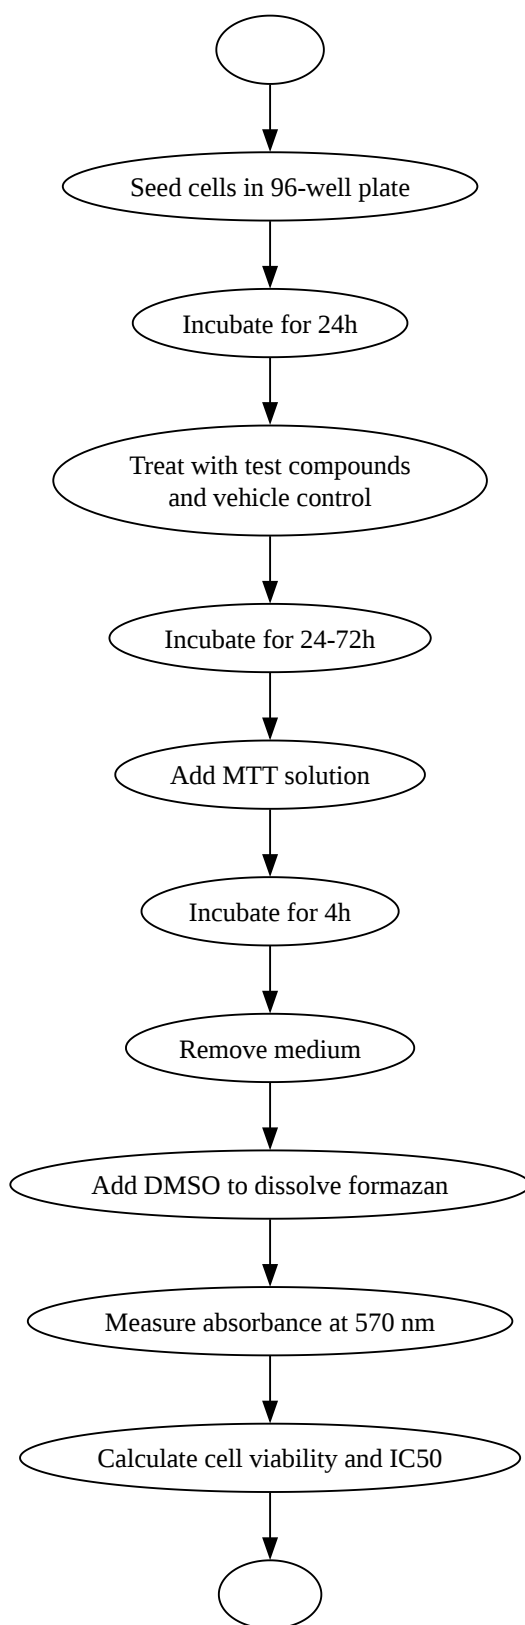 Seed cells in 96-well plate
Incubate for 24h
Treat with test compounds
and vehicle control
Incubate for 24-72h
Add MTT solution
Incubate for 4h
Remove medium
Add DMSO to dissolve formazan
Measure absorbance at 570 nm
Calculate cell viability and IC50